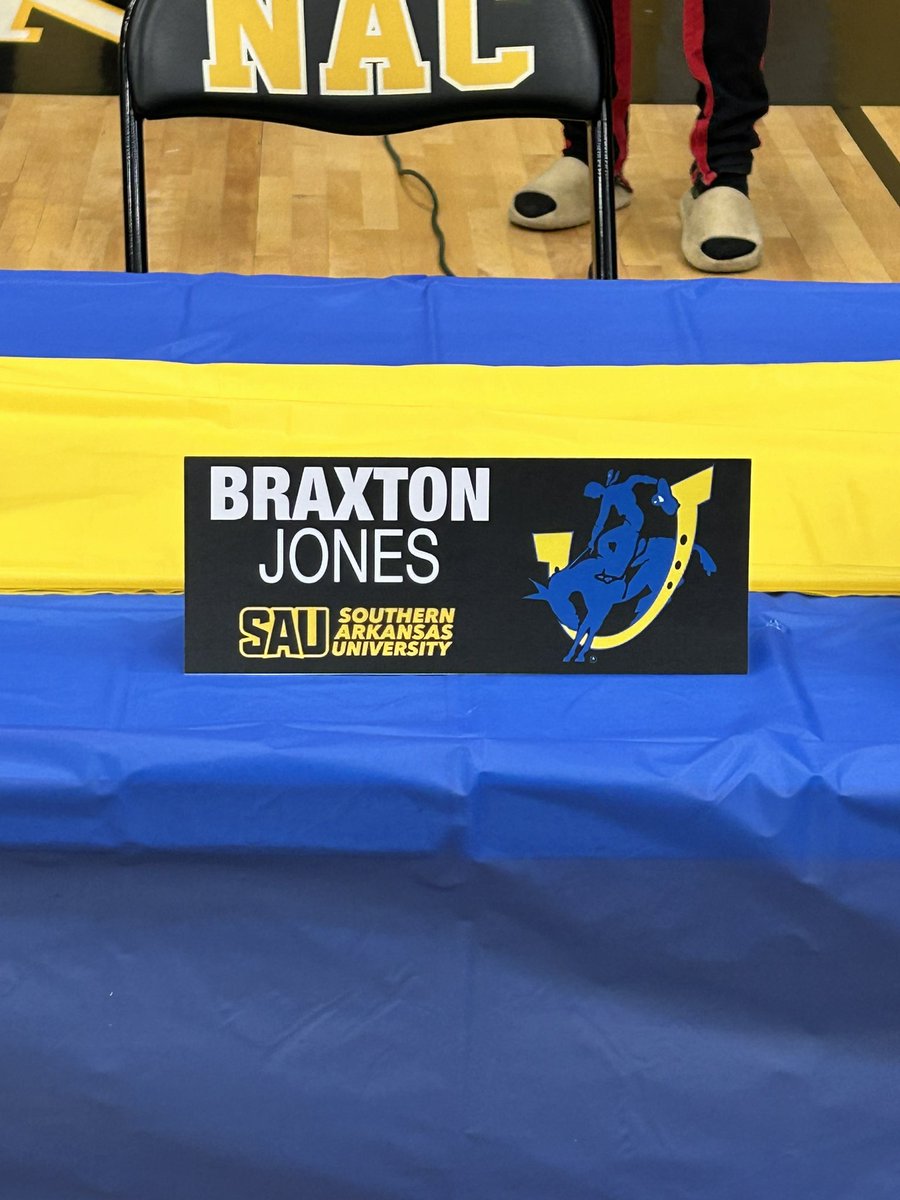 NAC
BRAXTON
JONES
SAU SOUTHERN
ARKANSAS
UNIVERSITY